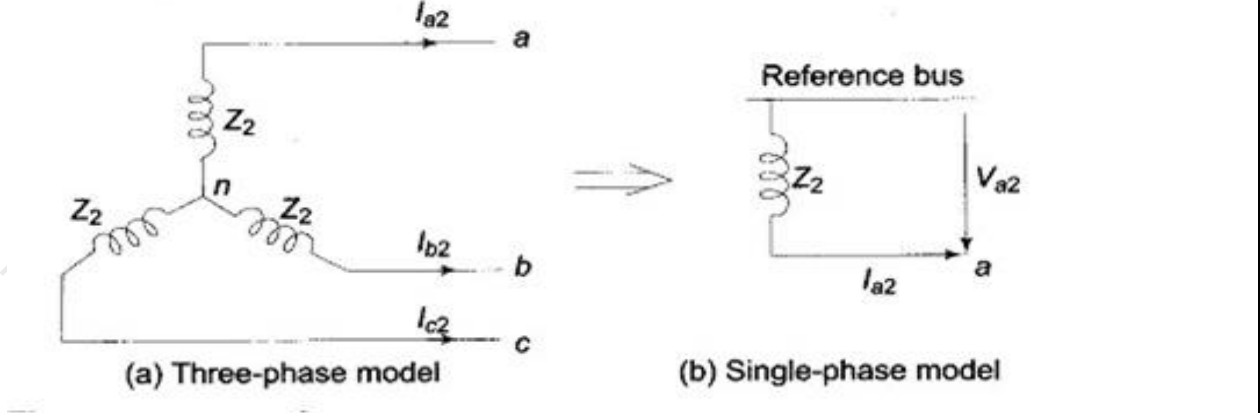 Ia2
a
Z2
n
Z2
Z2
Ib2
b
Ic2
c
(a) Three-phase model
Reference bus
Z2
Va2
Ia2
a
(b) Single-phase model